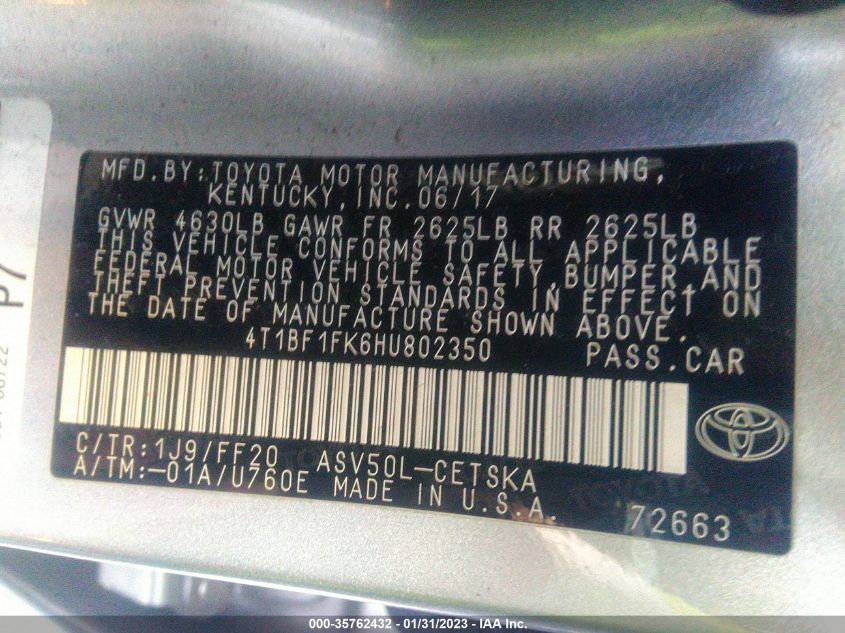 MFD. BY: TOYOTA MOTOR MANUFACTURING,
KENTUCKY, INC. 06/17
GVWR 4630LB GAWR FR 2625LB RR 2625LB
THIS VEHICLE CONFORMS TO ALL APPLICABLE
FEDERAL MOTOR VEHICLE SAFETY, BUMPER, AND
THEFT PREVENTION STANDARDS IN EFFECT ON
THE DATE OF MANUFACTURE SHOWN ABOVE.
4T1BF1FK6HU802350 PASS. CAR
C/TR: 1J9/FF20 ASV50L-CETSKA
A/TM: -01A/U760E MADE IN U.S.A.
72663
P7
000-35762432 - 01/31/2023 - IAA Inc.